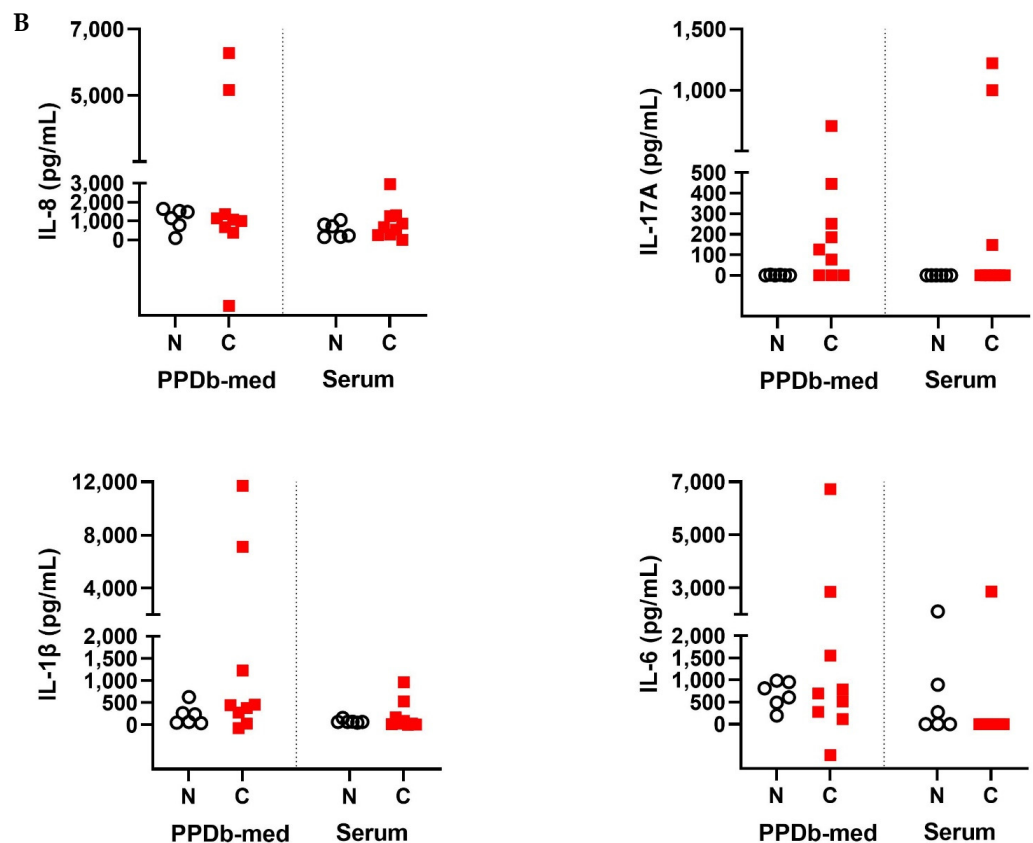 B
IL-8 (pg/mL)
7,000
5,000
3,000
2,000
1,000
0
N C N C
PPDb-med Serum
IL-17A (pg/mL)
1,500
1,000
500
400
300
200
100
0
N C N C
PPDb-med Serum
IL-1β (pg/mL)
12,000
8,000
4,000
2,000
1,500
1,000
500
0
N C N C
PPDb-med Serum
IL-6 (pg/mL)
7,000
5,000
3,000
2,000
1,500
1,000
500
0
N C N C
PPDb-med Serum